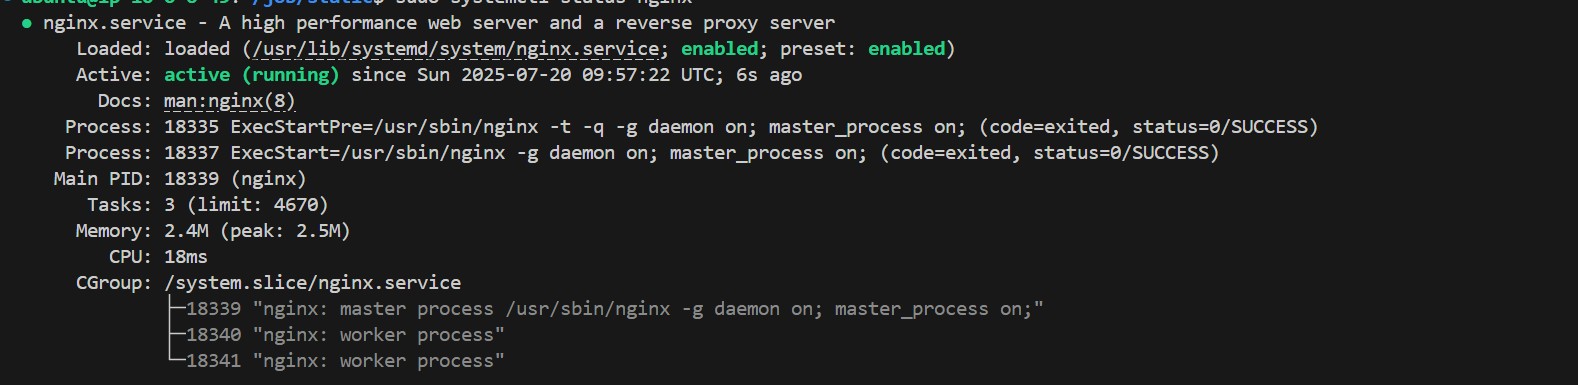 ● nginx.service - A high performance web server and a reverse proxy server
Loaded: loaded (/usr/lib/systemd/system/nginx.service; enabled; preset: enabled)
Active: active (running) since Sun 2025-07-20 09:57:22 UTC; 6s ago
Docs: man:nginx(8)
Process: 18335 ExecStartPre=/usr/sbin/nginx -t -q -g daemon on; master_process on; (code=exited, status=0/SUCCESS)
Process: 18337 ExecStart=/usr/sbin/nginx -g daemon on; master_process on; (code=exited, status=0/SUCCESS)
Main PID: 18339 (nginx)
Tasks: 3 (limit: 4670)
Memory: 2.4M (peak: 2.5M)
CPU: 18ms
CGroup: /system.slice/nginx.service
├─18339 "nginx: master process /usr/sbin/nginx -g daemon on; master_process on;"
├─18340 "nginx: worker process"
└─18341 "nginx: worker process"